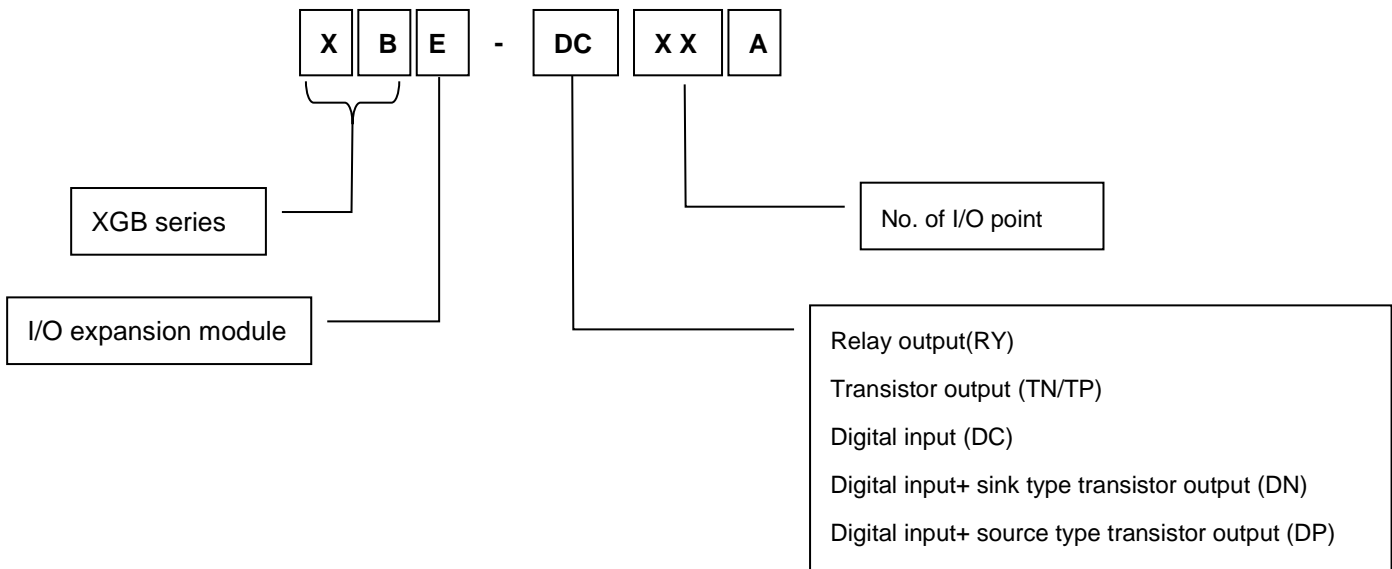 X B E - DC X X A
XGB series
No. of I/O point
I/O expansion module
Relay output(RY)
Transistor output (TN/TP)
Digital input (DC)
Digital input+ sink type transistor output (DN)
Digital input+ source type transistor output (DP)